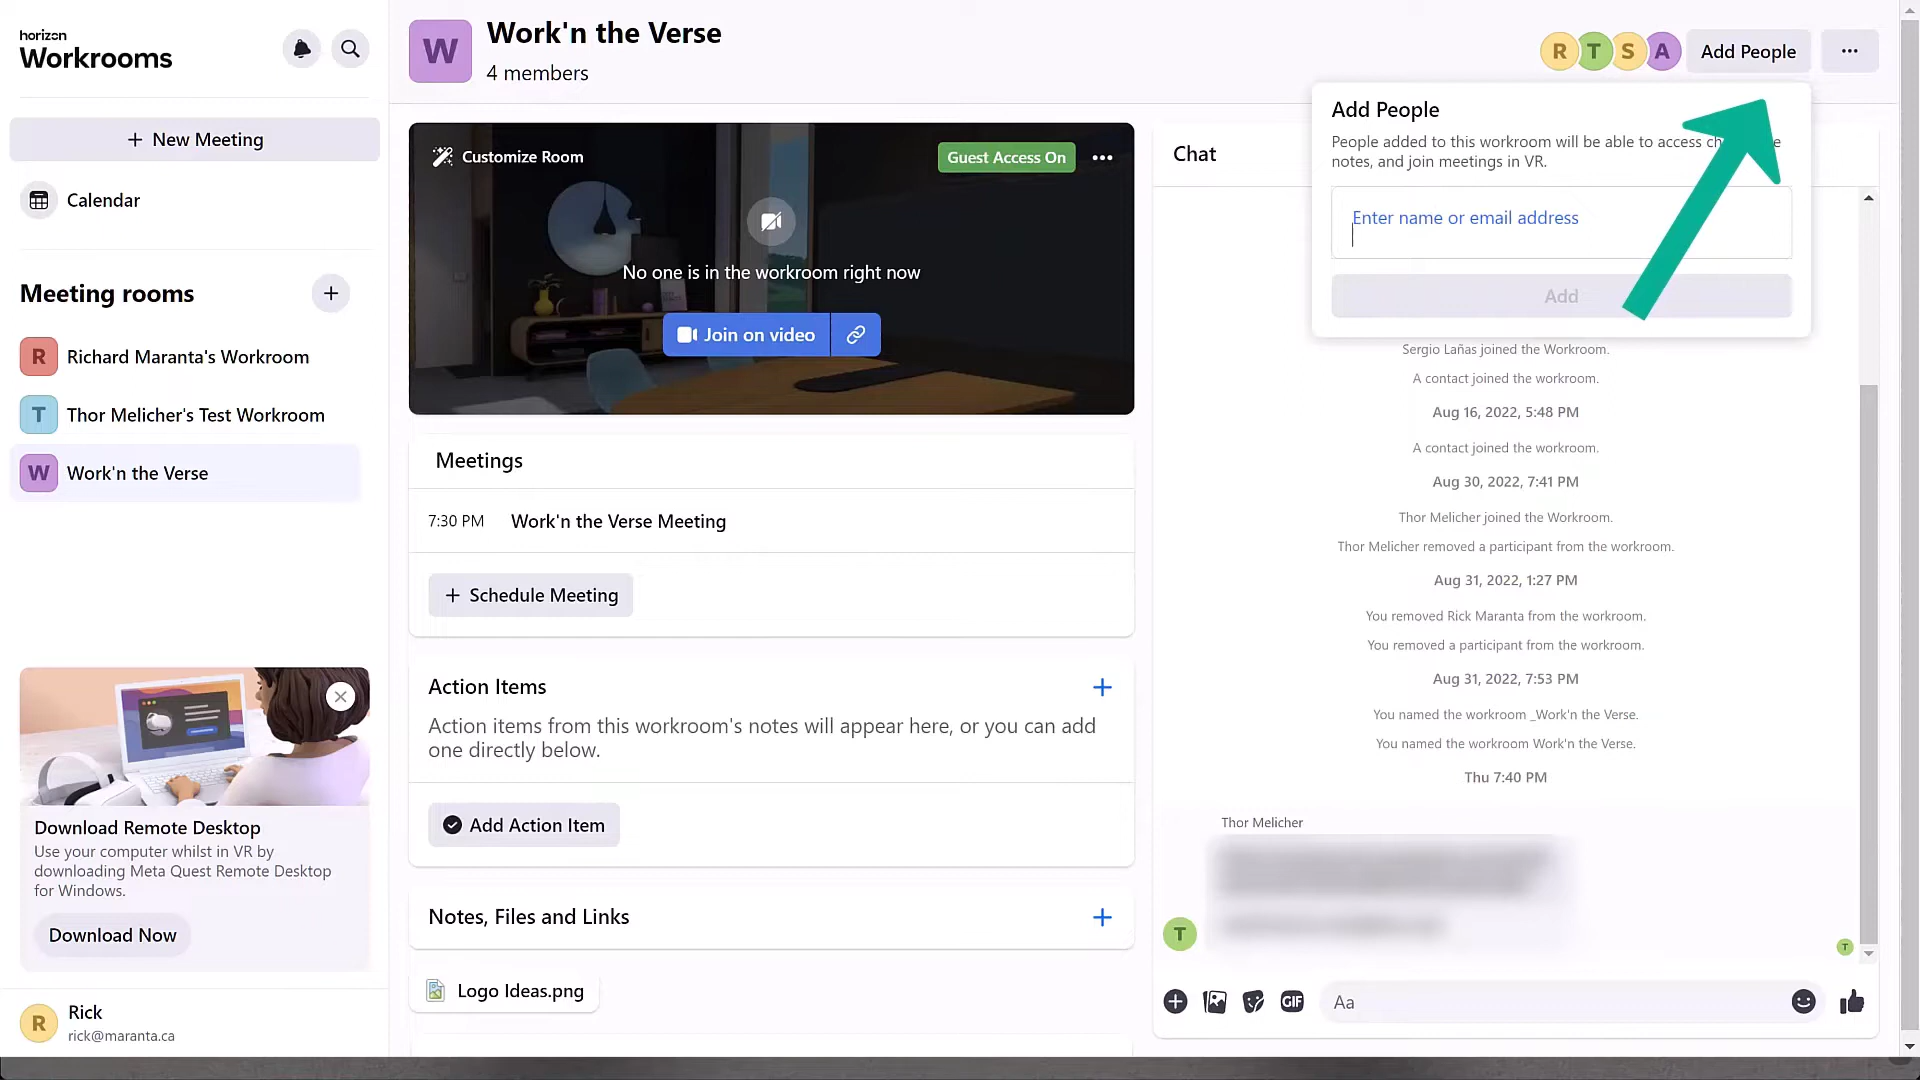 horizon
Workrooms
New Meeting
Calendar
Meeting rooms
R Richard Maranta's Workroom
T Thor Melicher's Test Workroom
W Work'n the Verse
Download Remote Desktop
Use your computer whilst in VR by
downloading Meta Quest Remote Desktop
for Windows.
Download Now
R Rick
rick@maranta.ca
W Work'n the Verse
4 members
R T S A Add People
Customize Room
Guest Access On
No one is in the workroom right now
Join on video
Meetings
7:30 PM Work'n the Verse Meeting
+ Schedule Meeting
Action Items
Action items from this workroom's notes will appear here, or you can add
one directly below.
Add Action Item
Notes, Files and Links
Logo Ideas.png
Add People
People added to this workroom will be able to access
notes, and join meetings in VR.
Enter name or email address
Add
Chat
Sergio Lañas joined the Workroom.
A contact joined the workroom.
Aug 16, 2022, 5:48 PM
A contact joined the workroom.
Aug 30, 2022, 7:41 PM
Thor Melicher joined the Workroom.
Thor Melicher removed a participant from the workroom.
Aug 31, 2022, 1:27 PM
You removed Rick Maranta from the workroom.
You removed a participant from the workroom.
Aug 31, 2022, 7:53 PM
You named the workroom _Work'n the Verse.
You named the workroom Work'n the Verse.
Thu 7:40 PM
Thor Melicher
T
T
GIF
Aa